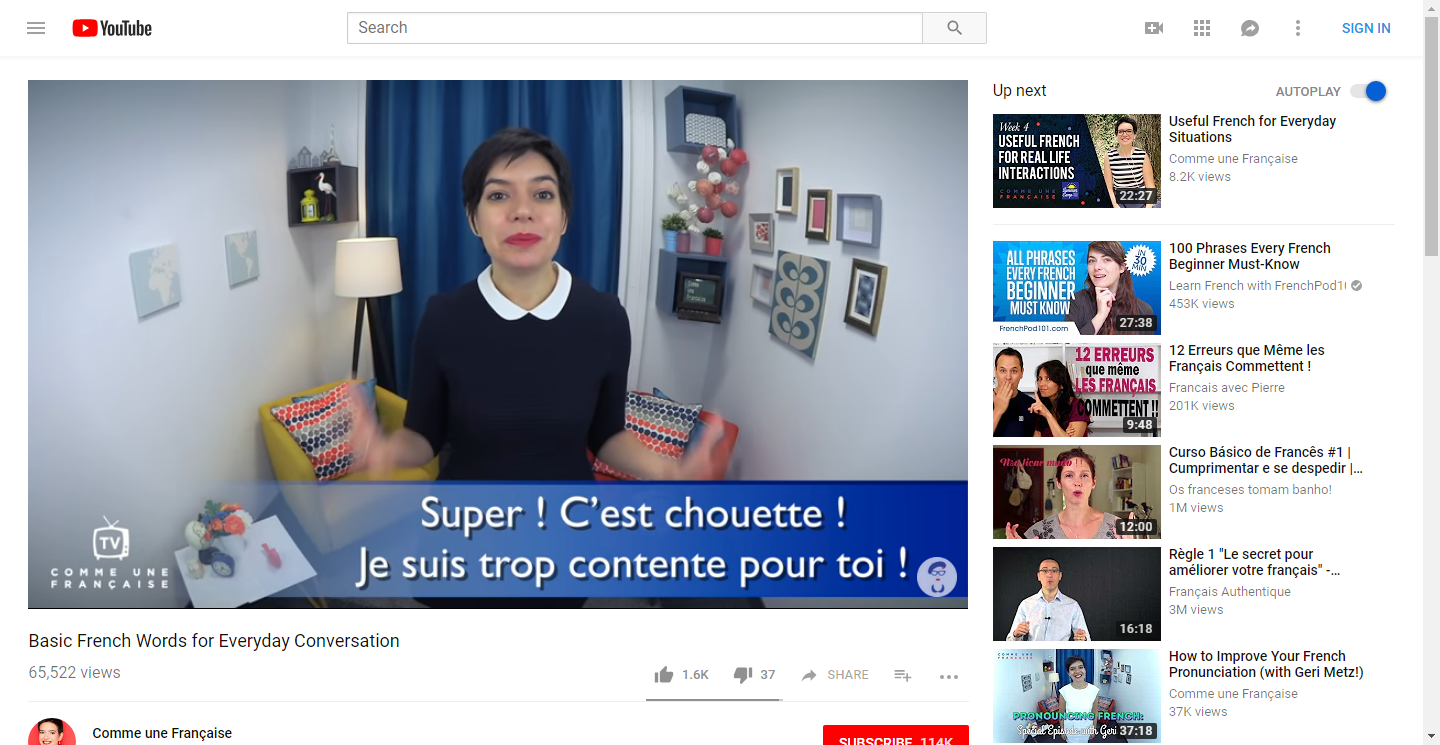 YouTube
Search
SIGN IN
Super ! C'est chouette !
Je suis trop contente pour toi !
TV
COMME UNE
FRANÇAISE
Basic French Words for Everyday Conversation
65,522 views
1.6K
37
SHARE
Comme une Française
SUBSCRIBE 114K
Up next
AUTOPLAY
Week 4
USEFUL FRENCH
FOR REAL LIFE
INTERACTIONS
COMME UNE
FRANÇAISE
22:27
Useful French for Everyday
Situations
Comme une Française
8.2K views
ALL PHRASES
EVERY FRENCH
BEGINNER
MUST KNOW
IN
30
MIN
FrenchPod101.com
27:38
100 Phrases Every French
Beginner Must-Know
Learn French with FrenchPod10
453K views
12 ERREURS
que même
LES FRANÇAIS
COMMETTENT !!
9:48
12 Erreurs que Même les
Français Commettent !
Francais avec Pierre
201K views
12:00
Curso Básico de Francês #1 |
Cumprimentar e se despedir |...
Os franceses tomam banho!
1M views
16:18
Règle 1 "Le secret pour
améliorer votre français" -...
Français Authentique
3M views
COMME UNE
FRANÇAISE
PRONOUNCING FRENCH:
Special Episode with Geri
37:18
How to Improve Your French
Pronunciation (with Geri Metz!)
Comme une Française
37K views